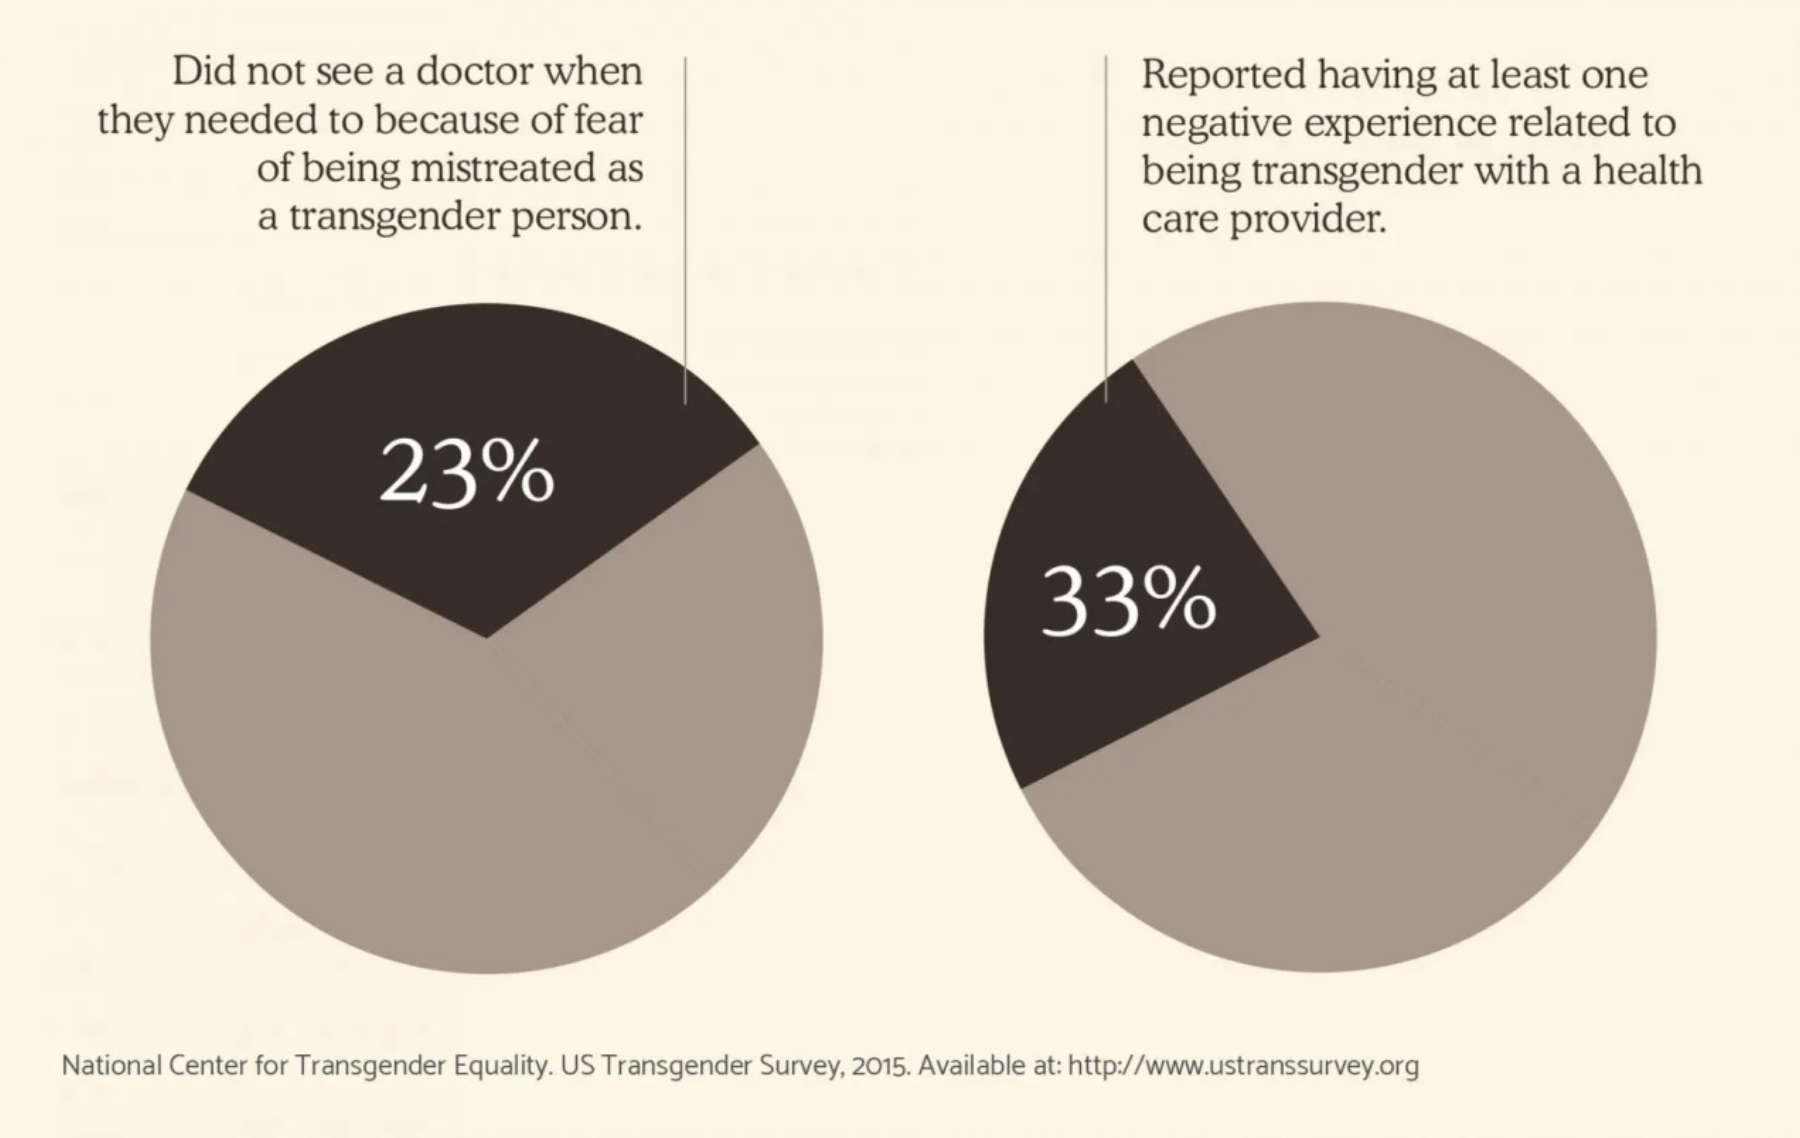 Did not see a doctor when
they needed to because of fear
of being mistreated as
a transgender person.
Reported having at least one
negative experience related to
being transgender with a health
care provider.
23%
33%
National Center for Transgender Equality. US Transgender Survey, 2015. Available at: http://www.ustranssurvey.org